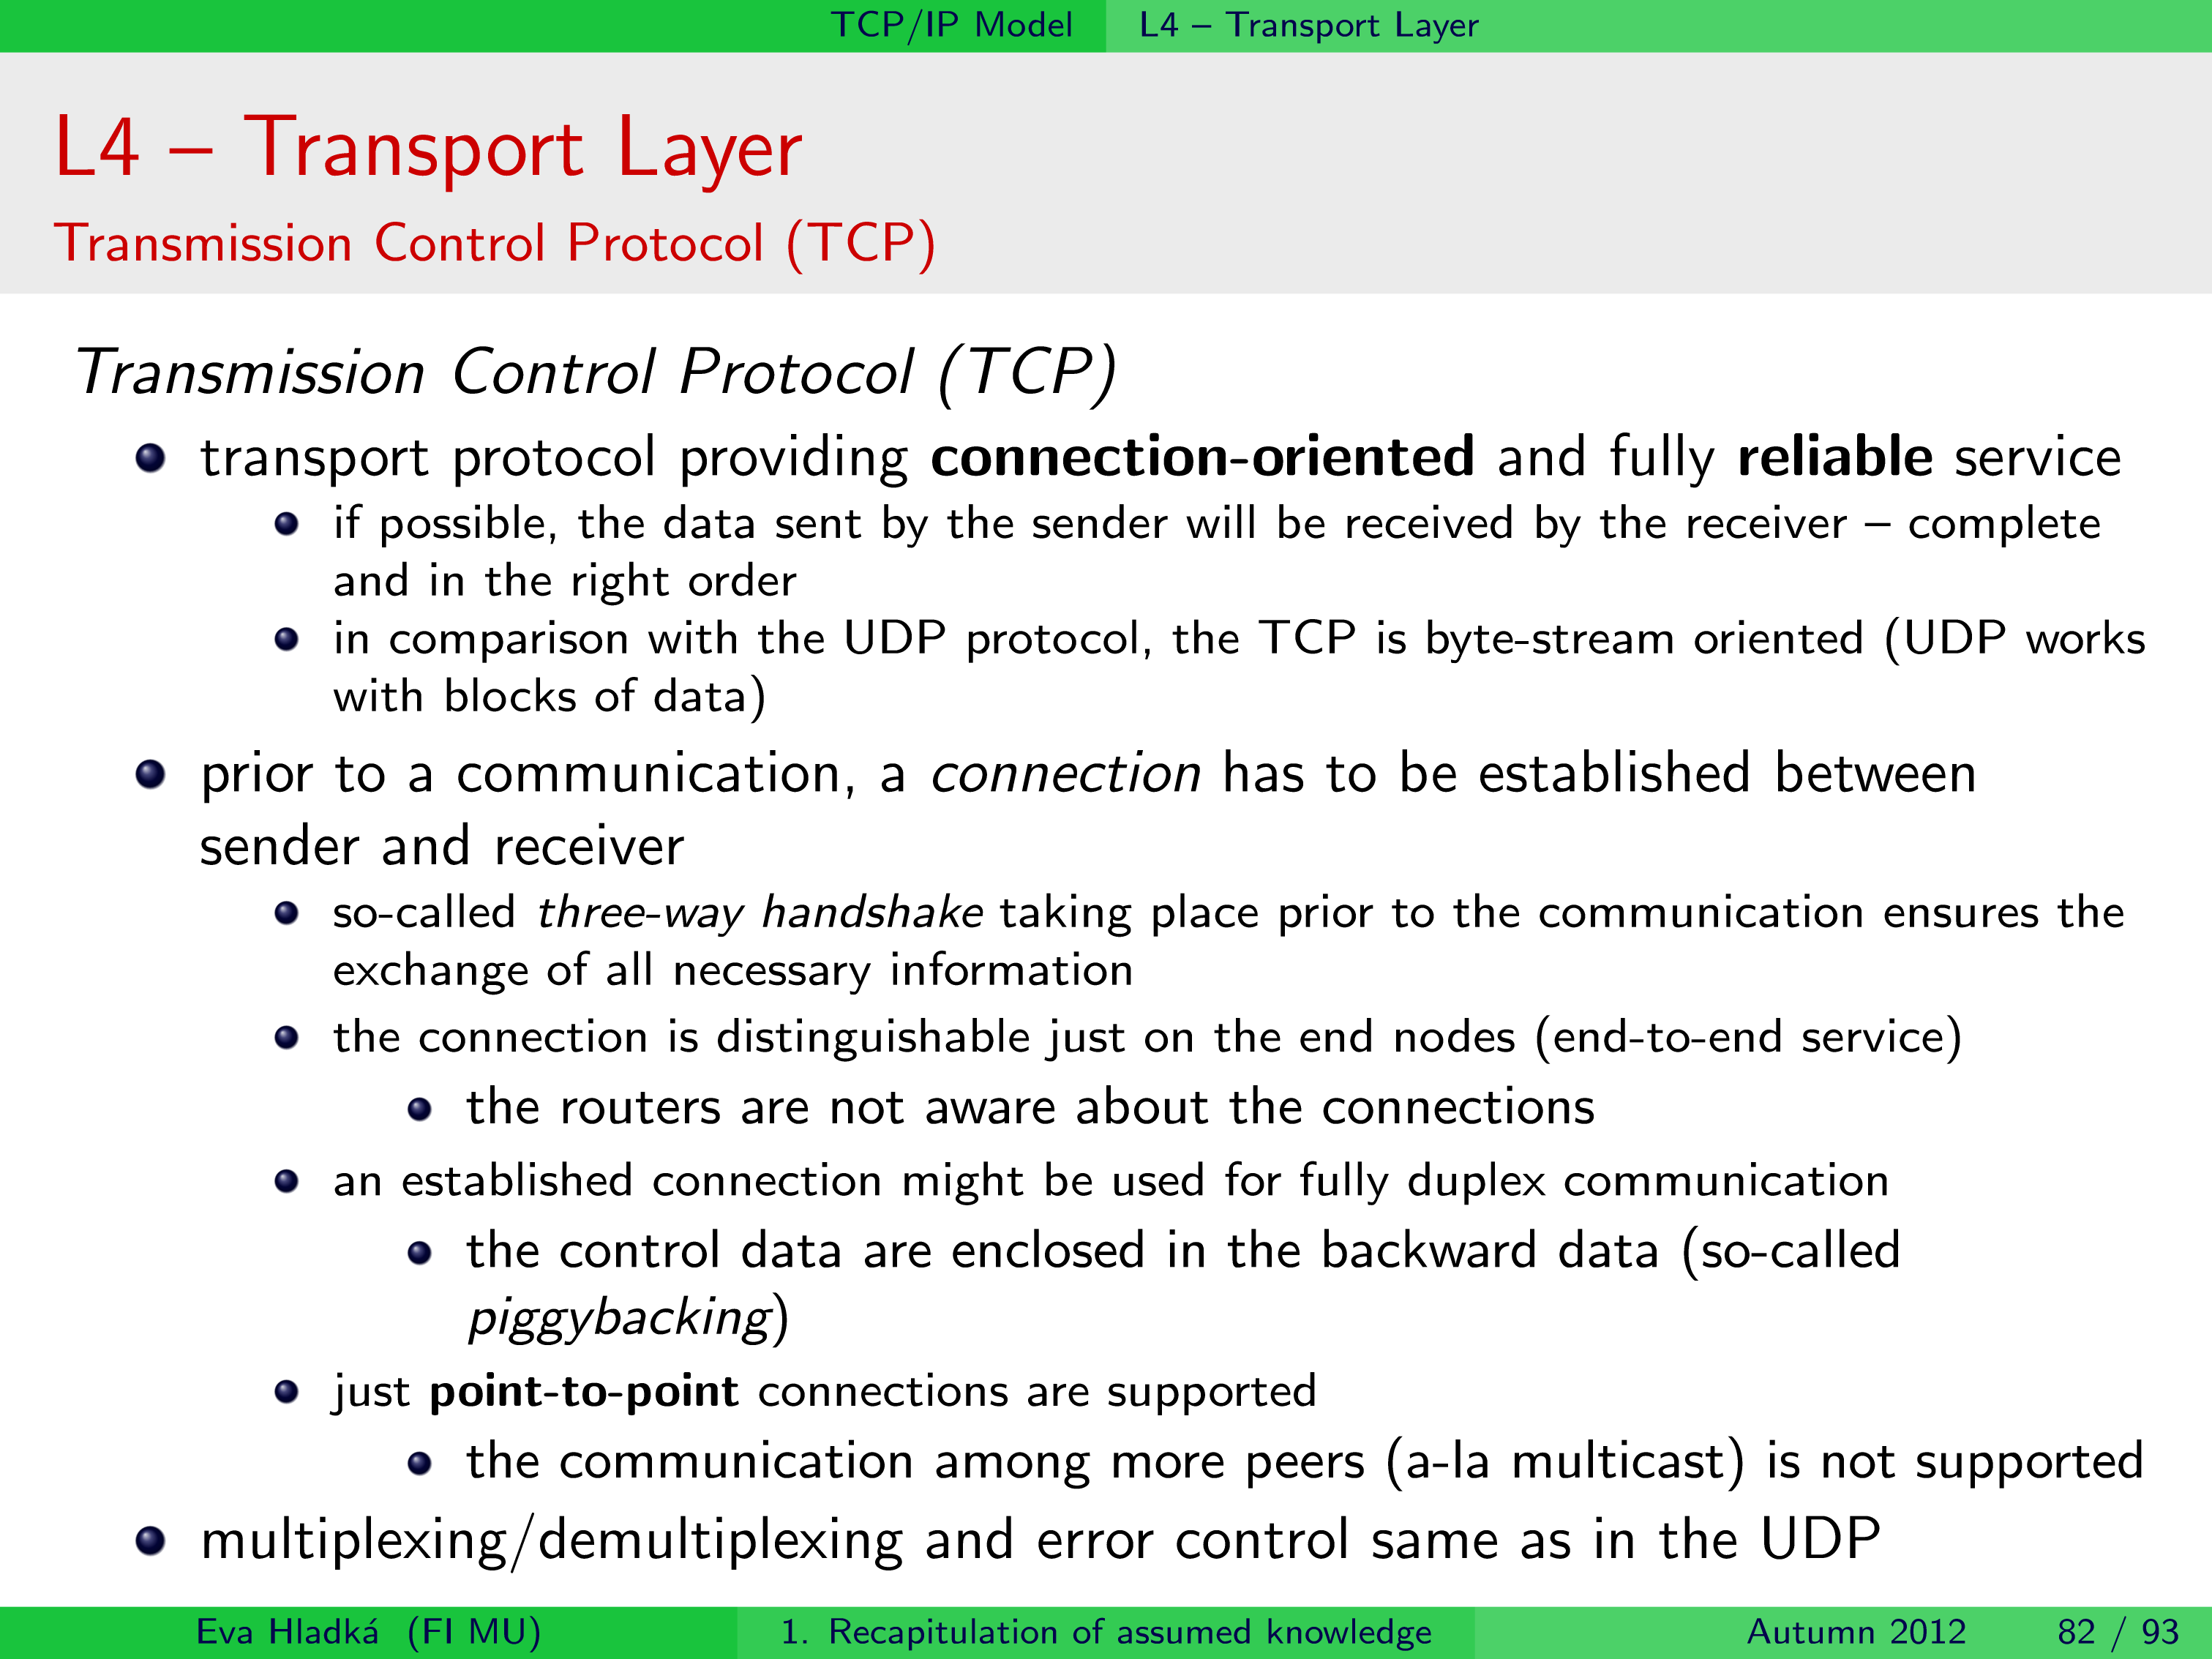 TCP/IP Model L4 – Transport Layer
L4 – Transport Layer
Transmission Control Protocol (TCP)
Transmission Control Protocol (TCP)
transport protocol providing connection-oriented and fully reliable service
if possible, the data sent by the sender will be received by the receiver – complete
and in the right order
in comparison with the UDP protocol, the TCP is byte-stream oriented (UDP works
with blocks of data)
prior to a communication, a connection has to be established between
sender and receiver
so-called three-way handshake taking place prior to the communication ensures the
exchange of all necessary information
the connection is distinguishable just on the end nodes (end-to-end service)
the routers are not aware about the connections
an established connection might be used for fully duplex communication
the control data are enclosed in the backward data (so-called
piggybacking)
just point-to-point connections are supported
the communication among more peers (a-la multicast) is not supported
multiplexing/demultiplexing and error control same as in the UDP
Eva Hladká (FI MU) 1. Recapitulation of assumed knowledge Autumn 2012 82 / 93